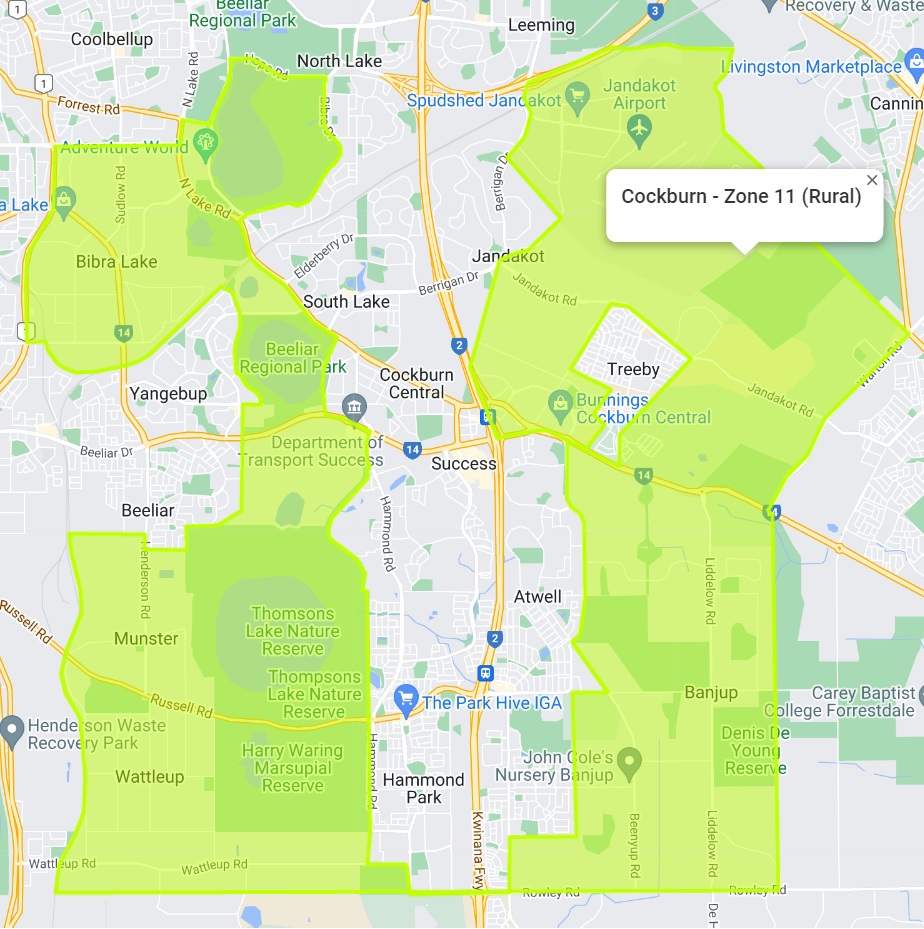 1
Beeliar
Regional Park
3
Recovery & Waste
Coolbellup
Leeming
North Lake
Hope Rd
N Lake Rd
Livingston Marketplace
1
Jandakot
Airport
Spudshed Jandakot
Forrest Rd
Bibra Dr
Cannin
Adventure World
Sudlow Rd
Berrigan Dr
N Lake Rd
Cockburn - Zone 11 (Rural)
a Lake
Bibra Lake
Elderberry Dr
Jandakot
Berrigan Dr
Jandakot Rd
South Lake
1
14
2
Beeliar
Regional Park
Treeby
Warton Rd
Cockburn
Central
Yangebup
Jandakot Rd
Bunnings
Cockburn Central
Department of
Transport Success
Beeliar Dr
14
Success
14
Beeliar
Hammond Rd
14
Henderson Rd
Liddelow Rd
Atwell
Russell Rd
Thomsons
Lake Nature
Reserve
Munster
2
Thompsons
Lake Nature
Reserve
Banjup
Carey Baptist
College Forrestdale
Russell Rd
The Park Hive IGA
Henderson Waste
Recovery Park
Denis De
Young
Reserve
Harry Waring
Marsupial
Reserve
Hammond Rd
John Cole's
Nursery Banjup
Wattleup
Hammond
Park
Kwinana Fwy
Beenyup Rd
Liddelow Rd
Wattleup Rd
Wattleup Rd
Rowley Rd
Rowley Rd
De H